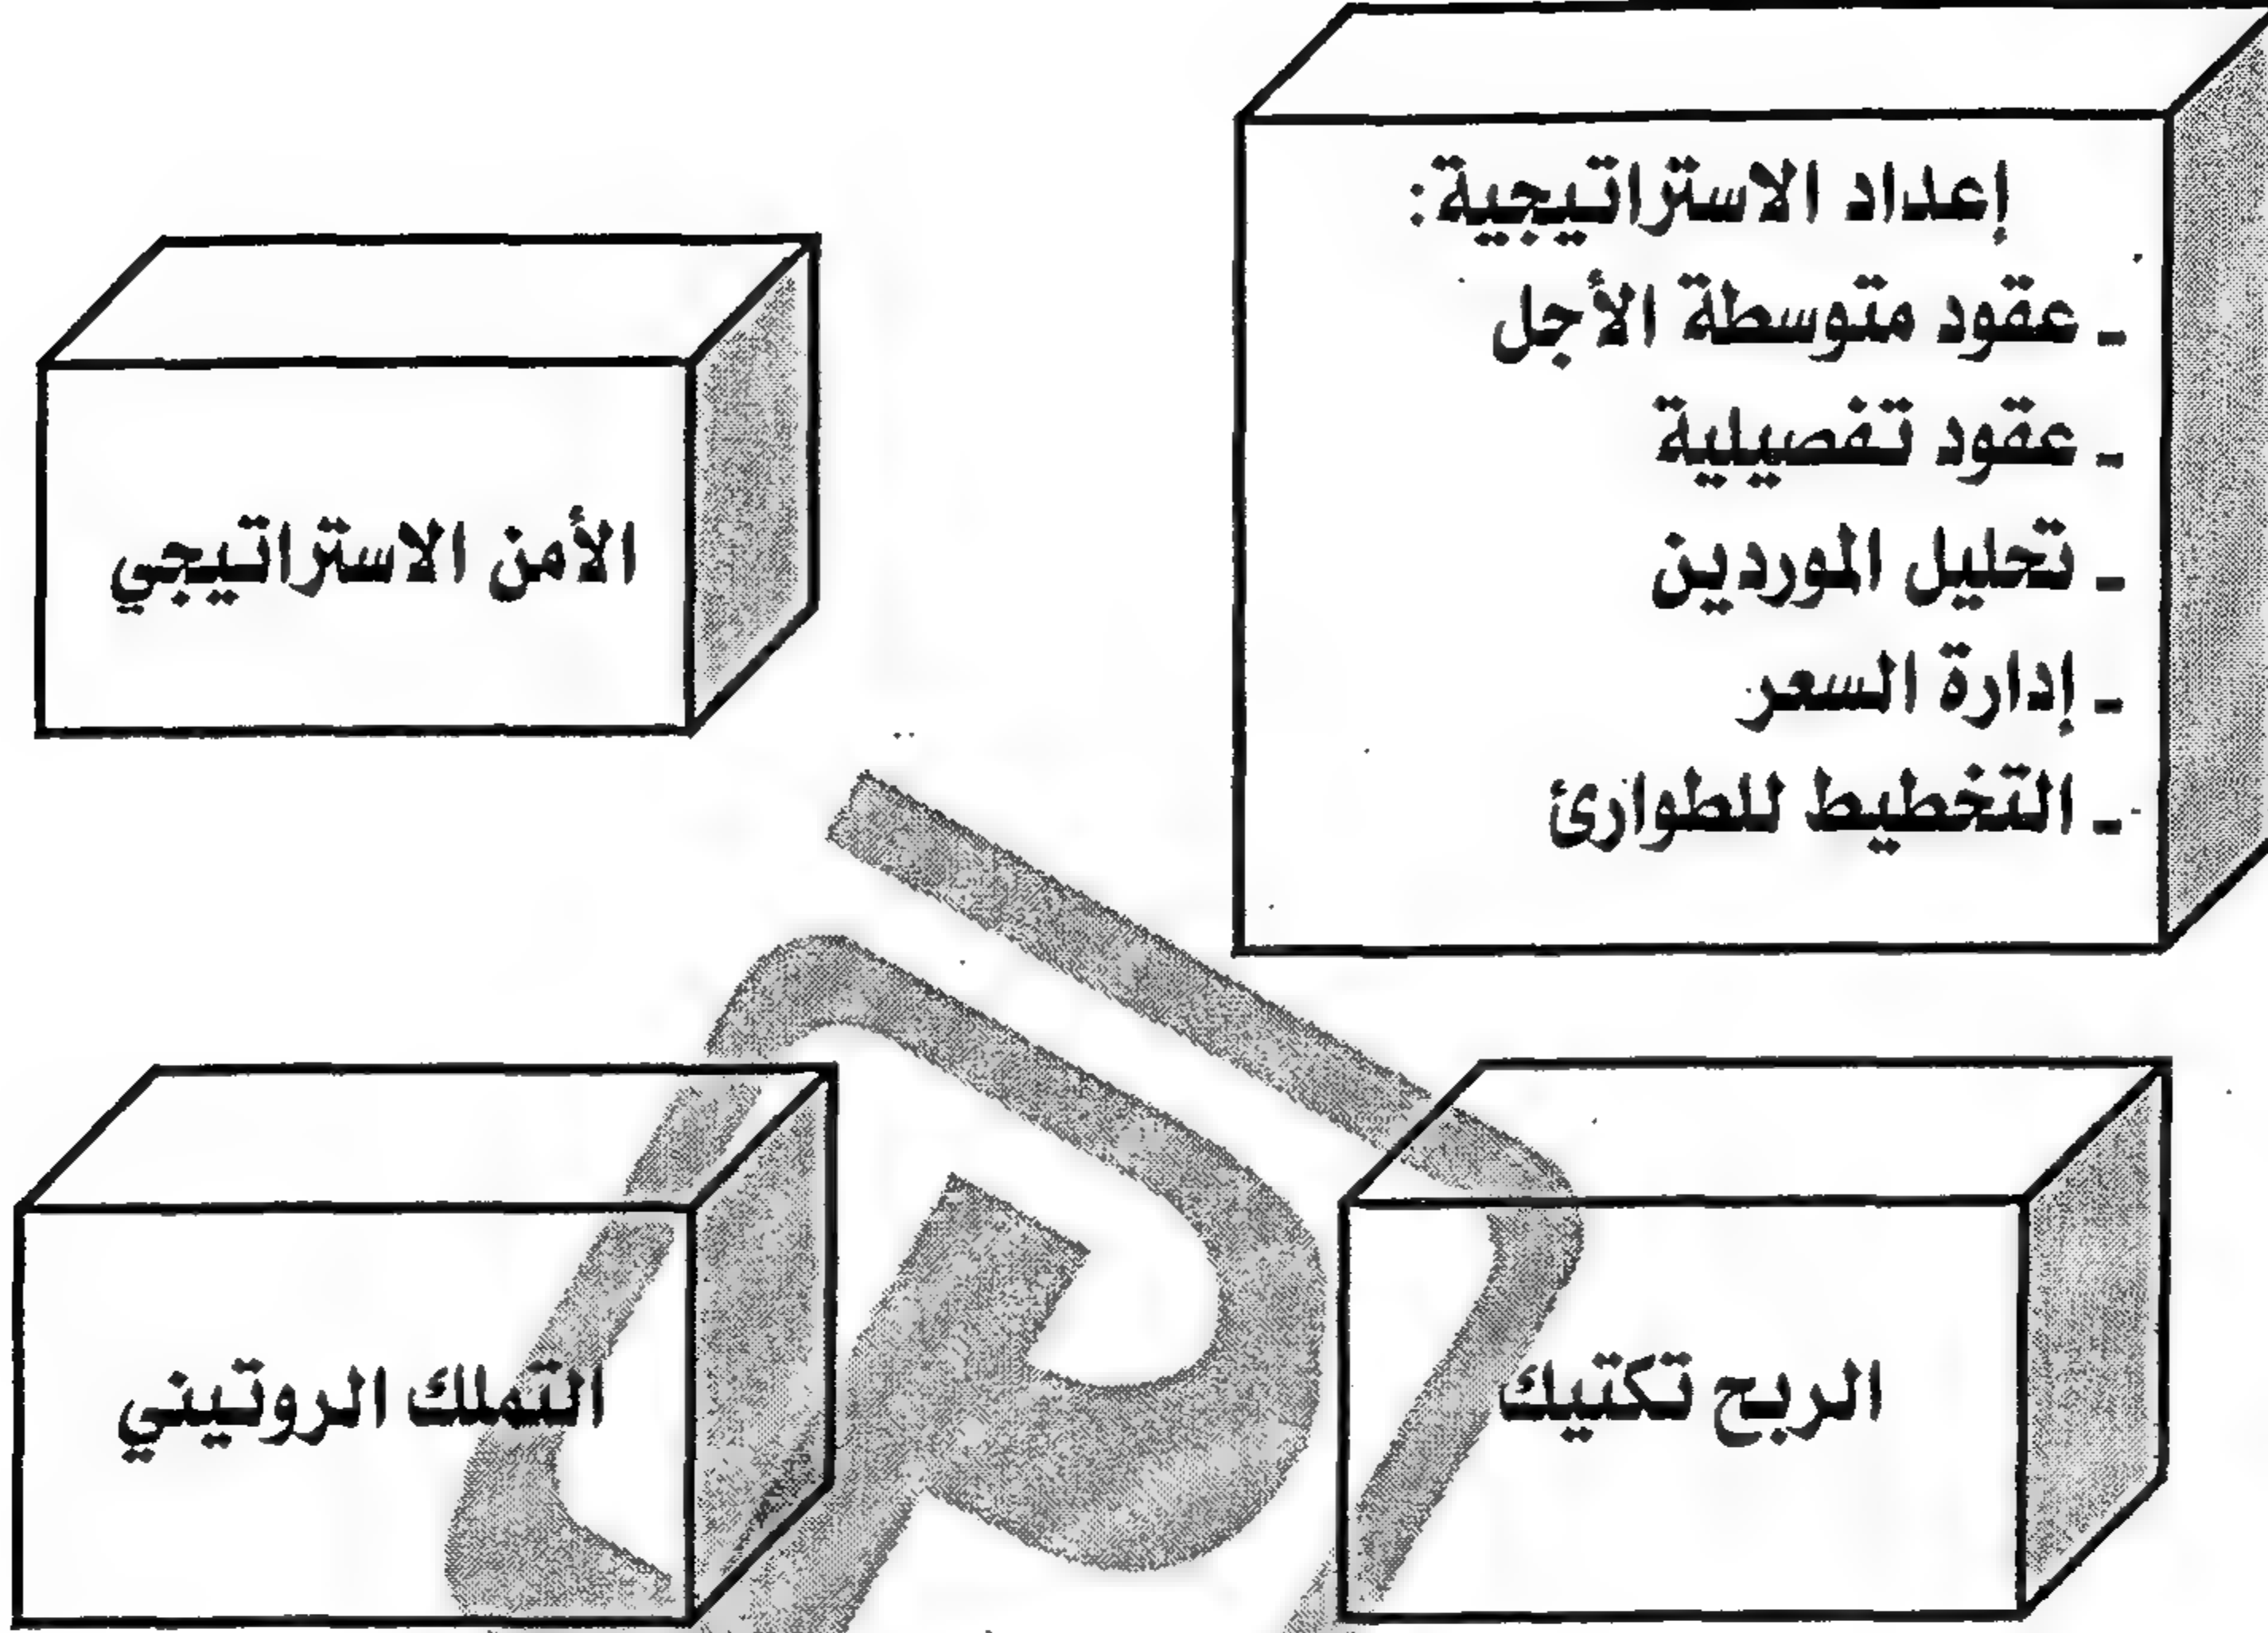 إعداد الاستراتيجية:
ـ عقود متوسطة الأجل
ـ عقود تفصيلية
ـ تحليل الموردين
ـ إدارة السعر
ـ التخطيط للطوارئ
الأمن الاستراتيجي
الربح تكتيك
التملك الروتيني